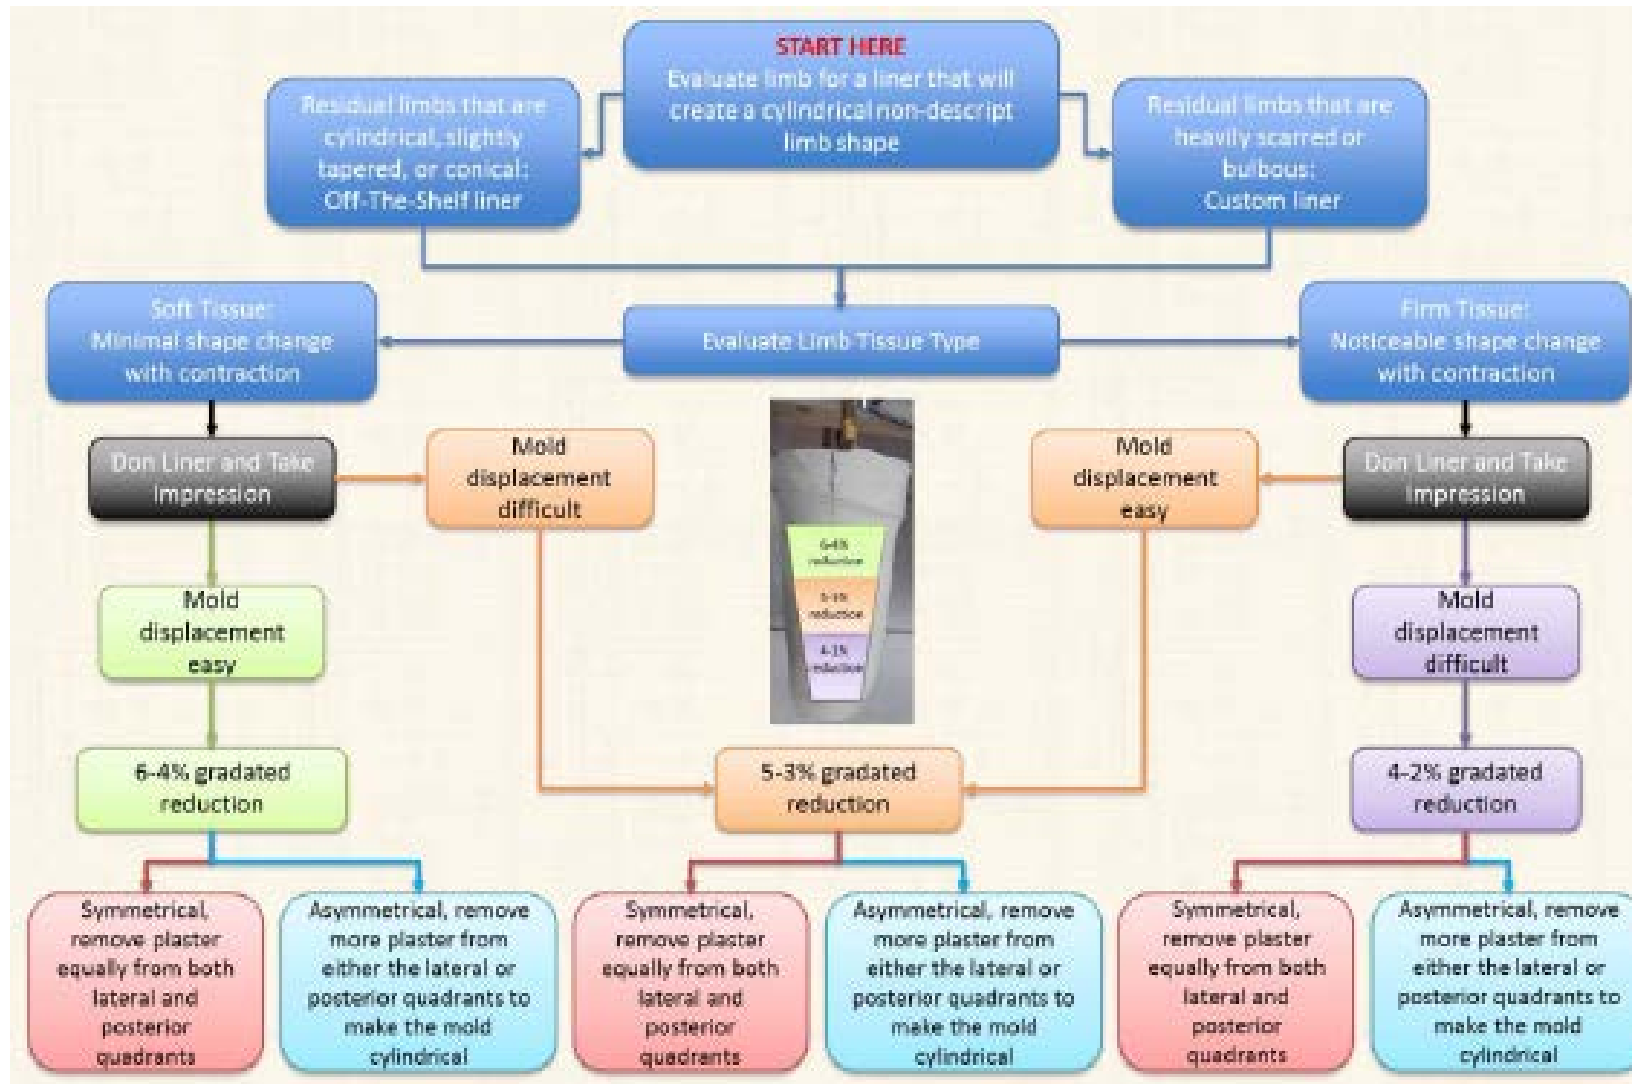 START HERE
Evaluate limb for a liner that will
create a cylindrical non-descript
limb shape
Residual limbs that are
cylindrical, slightly
tapered, or conical:
Off-The-Shelf liner
Residual limbs that are
heavily scarred or
bulbous:
Custom liner
Soft Tissue:
Minimal shape change
with contraction
Evaluate Limb Tissue Type
Firm Tissue:
Noticeable shape change
with contraction
Don Liner and Take
impression
Mold
displacement
difficult
Mold
displacement
easy
Don Liner and Take
impression
6-4%
reduction
reduction
reduction
Mold
displacement
easy
Mold
displacement
difficult
6-4% gradated
reduction
5-3% gradated
reduction
4-2% gradated
reduction
Symmetrical,
remove plaster
equally from both
lateral and
posterior
quadrants
Asymmetrical, remove
more plaster from
either the lateral or
posterior quadrants to
make the mold
cylindrical
Symmetrical,
remove plaster
equally from both
lateral and
posterior
quadrants
Asymmetrical, remove
more plaster from
either the lateral or
posterior quadrants to
make the mold
cylindrical
Symmetrical,
remove plaster
equally from both
lateral and
posterior
quadrants
Asymmetrical, remove
more plaster from
either the lateral or
posterior quadrants to
make the mold
cylindrical